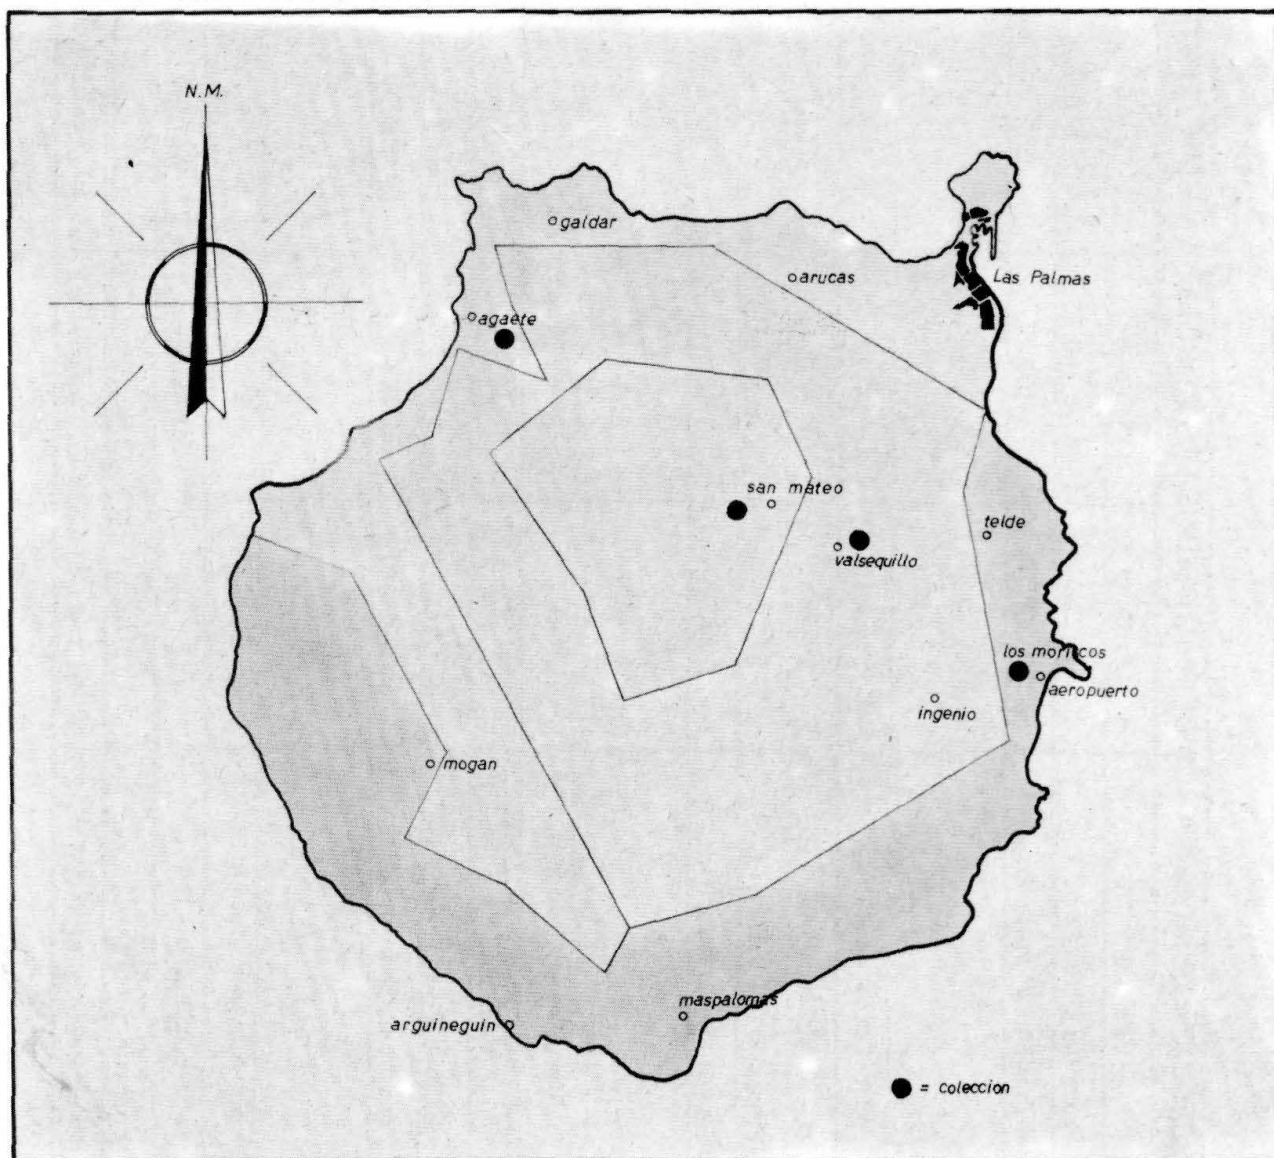 N.M.
galdar
arucas
Las Palmas
agaete
san mateo
telde
valsequillo
los moriscos
aeropuerto
ingenio
mogan
maspalomas
arguineguin
= coleccion